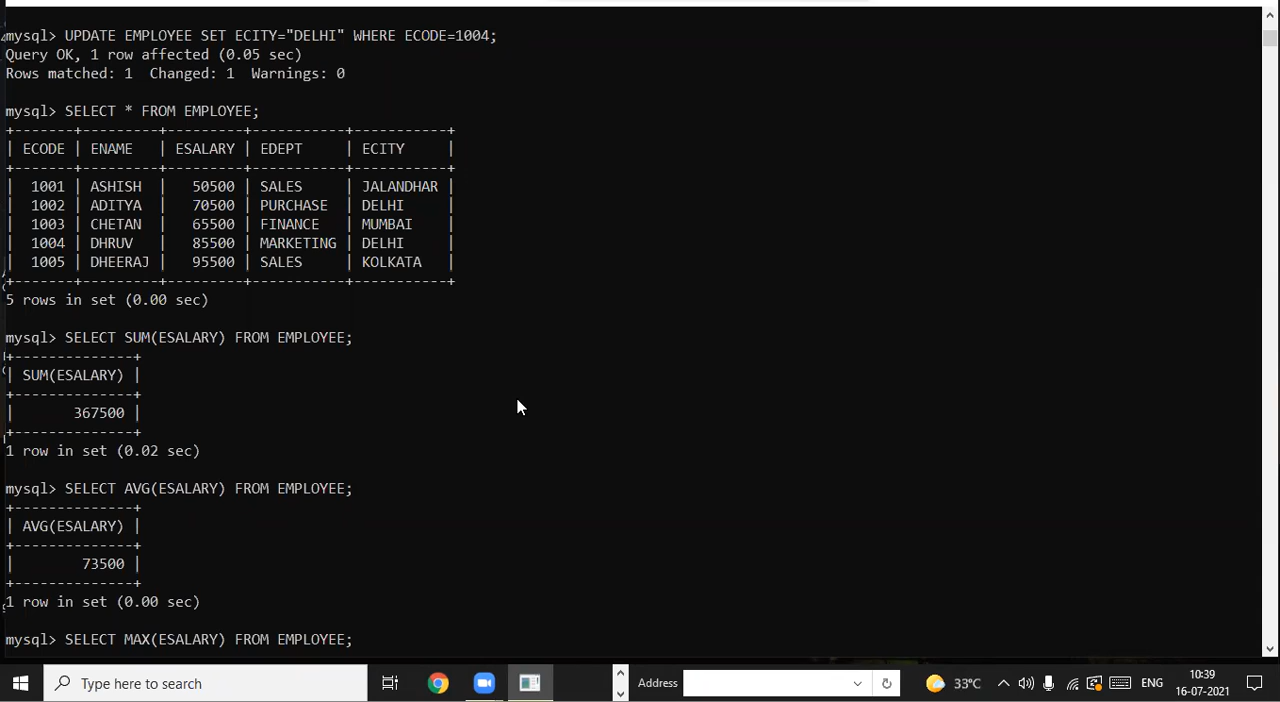 mysql> UPDATE EMPLOYEE SET ECITY="DELHI" WHERE ECODE=1004;
Query OK, 1 row affected (0.05 sec)
Rows matched: 1  Changed: 1  Warnings: 0
mysql> SELECT * FROM EMPLOYEE;
+-------+---------+---------+-----------+-----------+
| ECODE | ENAME   | ESALARY | EDEPT     | ECITY     |
+-------+---------+---------+-----------+-----------+
|  1001 | ASHISH  |   50500 | SALES     | JALANDHAR |
|  1002 | ADITYA  |   70500 | PURCHASE  | DELHI     |
|  1003 | CHETAN  |   65500 | FINANCE   | MUMBAI    |
|  1004 | DHRUV   |   85500 | MARKETING | DELHI     |
|  1005 | DHEERAJ |   95500 | SALES     | KOLKATA   |
+-------+---------+---------+-----------+-----------+
5 rows in set (0.00 sec)
mysql> SELECT SUM(ESALARY) FROM EMPLOYEE;
+--------------+
| SUM(ESALARY) |
+--------------+
|       367500 |
+--------------+
1 row in set (0.02 sec)
mysql> SELECT AVG(ESALARY) FROM EMPLOYEE;
+--------------+
| AVG(ESALARY) |
+--------------+
|        73500 |
+--------------+
1 row in set (0.00 sec)
mysql> SELECT MAX(ESALARY) FROM EMPLOYEE;
Type here to search
Address
33°C
ENG
10:39
16-07-2021